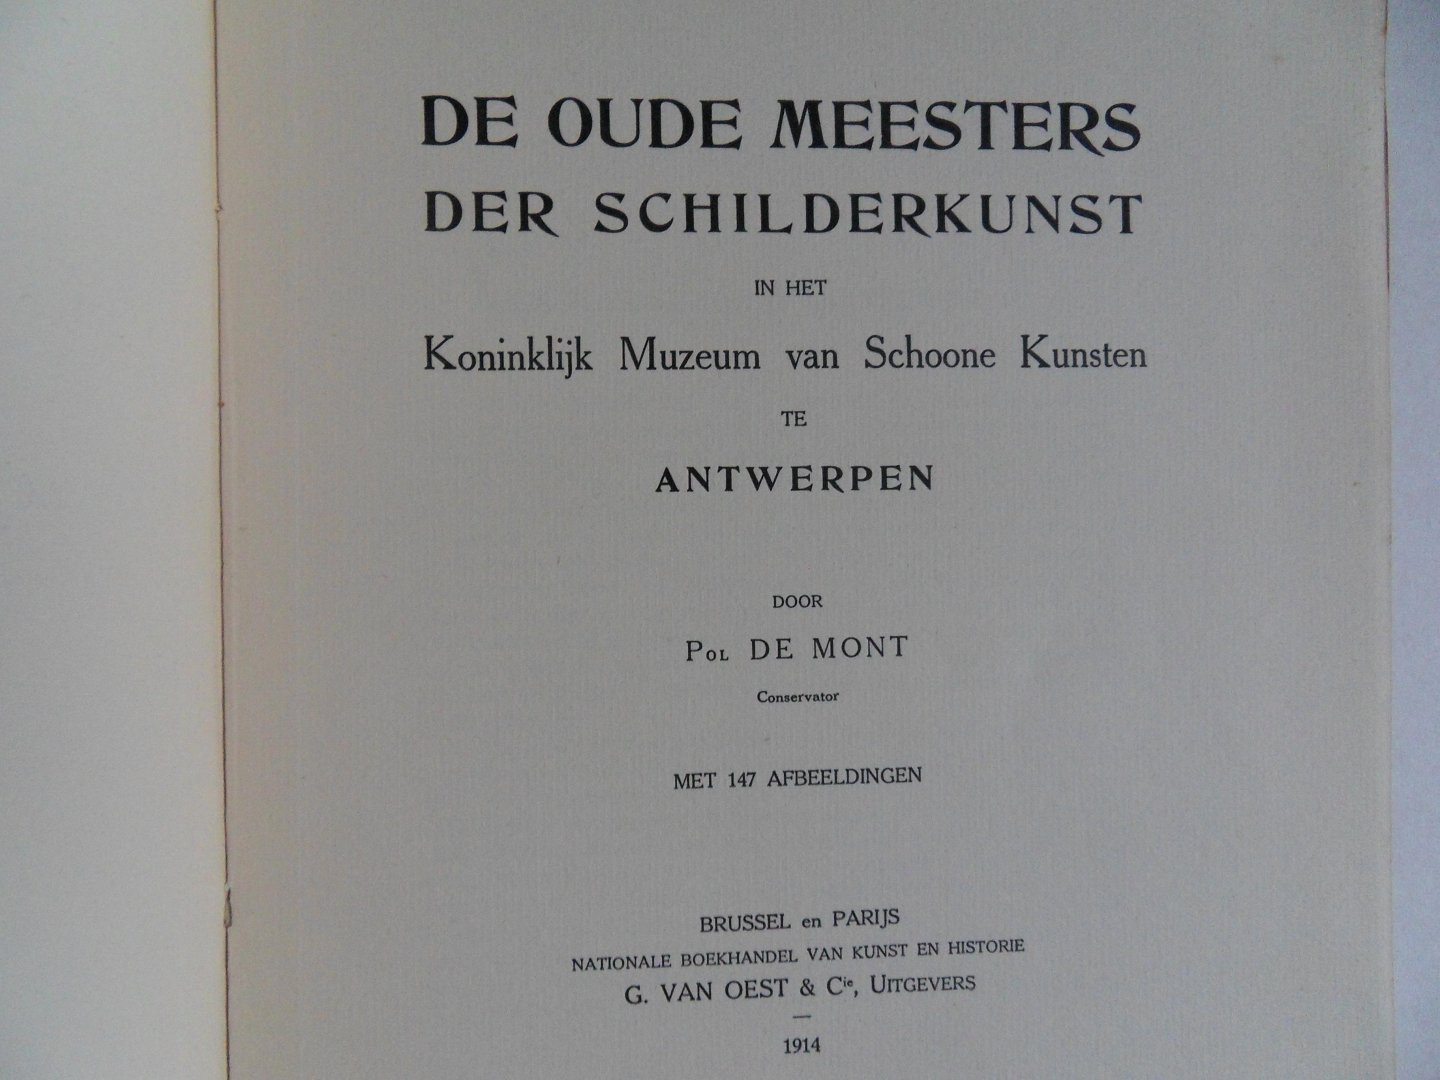 DE OUDE MEESTERS
DER SCHILDERKUNST
IN HET
Koninklijk Muzeum van Schoone Kunsten
TE
ANTWERPEN
DOOR
POL DE MONT
Conservator
MET 147 AFBEELDINGEN
BRUSSEL en PARIJS
NATIONALE BOEKHANDEL VAN KUNST EN HISTORIE
G. VAN OEST & Cie, UITGEVERS
—
1914